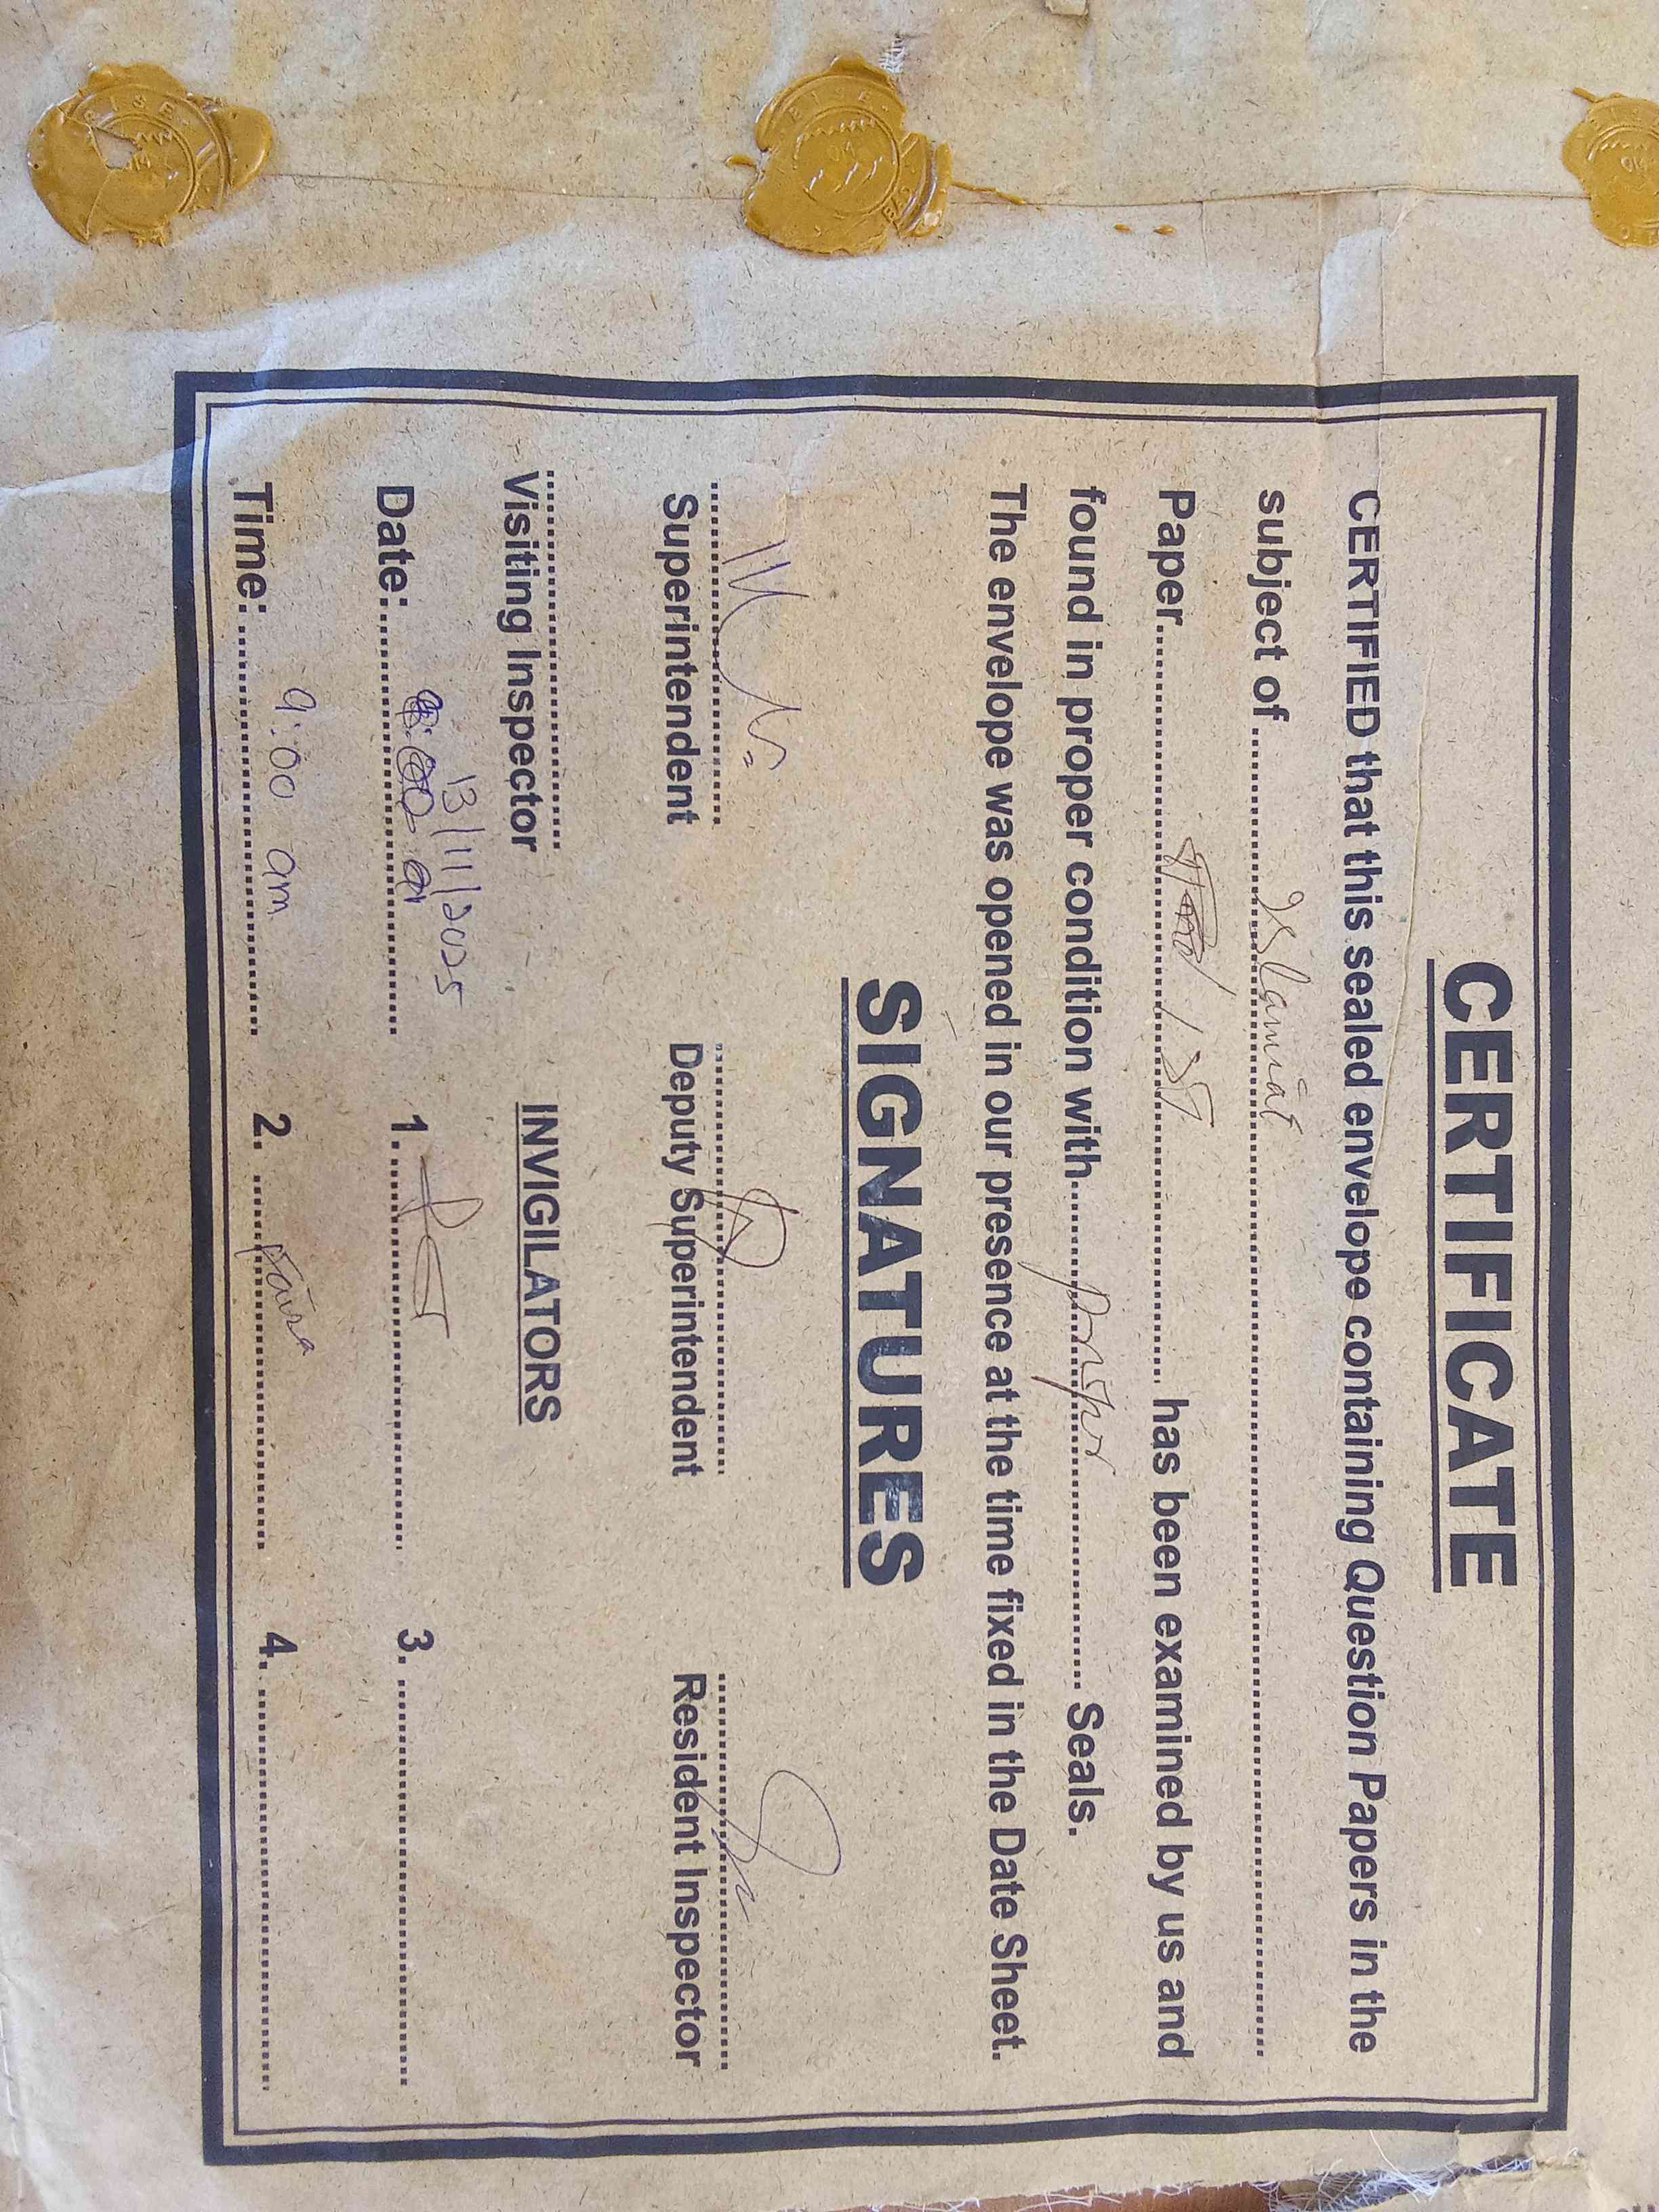 CERTIFICATE
CERTIFIED that this sealed envelope containing Question Papers in the
subject of ........ Islamiat ........
Paper ........ 1st ........ has been examined by us and
found in proper condition with ........ Seals.
The envelope was opened in our presence at the time fixed in the Date Sheet.
SIGNATURES
Superintendent Deputy Superintendent Resident Inspector
Visiting Inspector INVIGILATORS
Date: 13/11/2025 1. 3.
Time: 9:00 am 2. Fouzia 4.